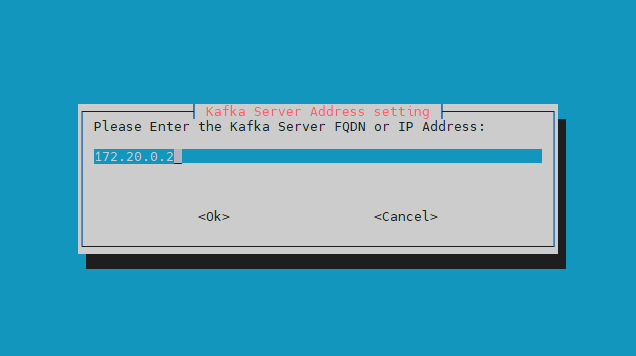 Kafka Server Address setting
Please Enter the Kafka Server FQDN or IP Address:
172.20.0.2_
<Ok> <Cancel>